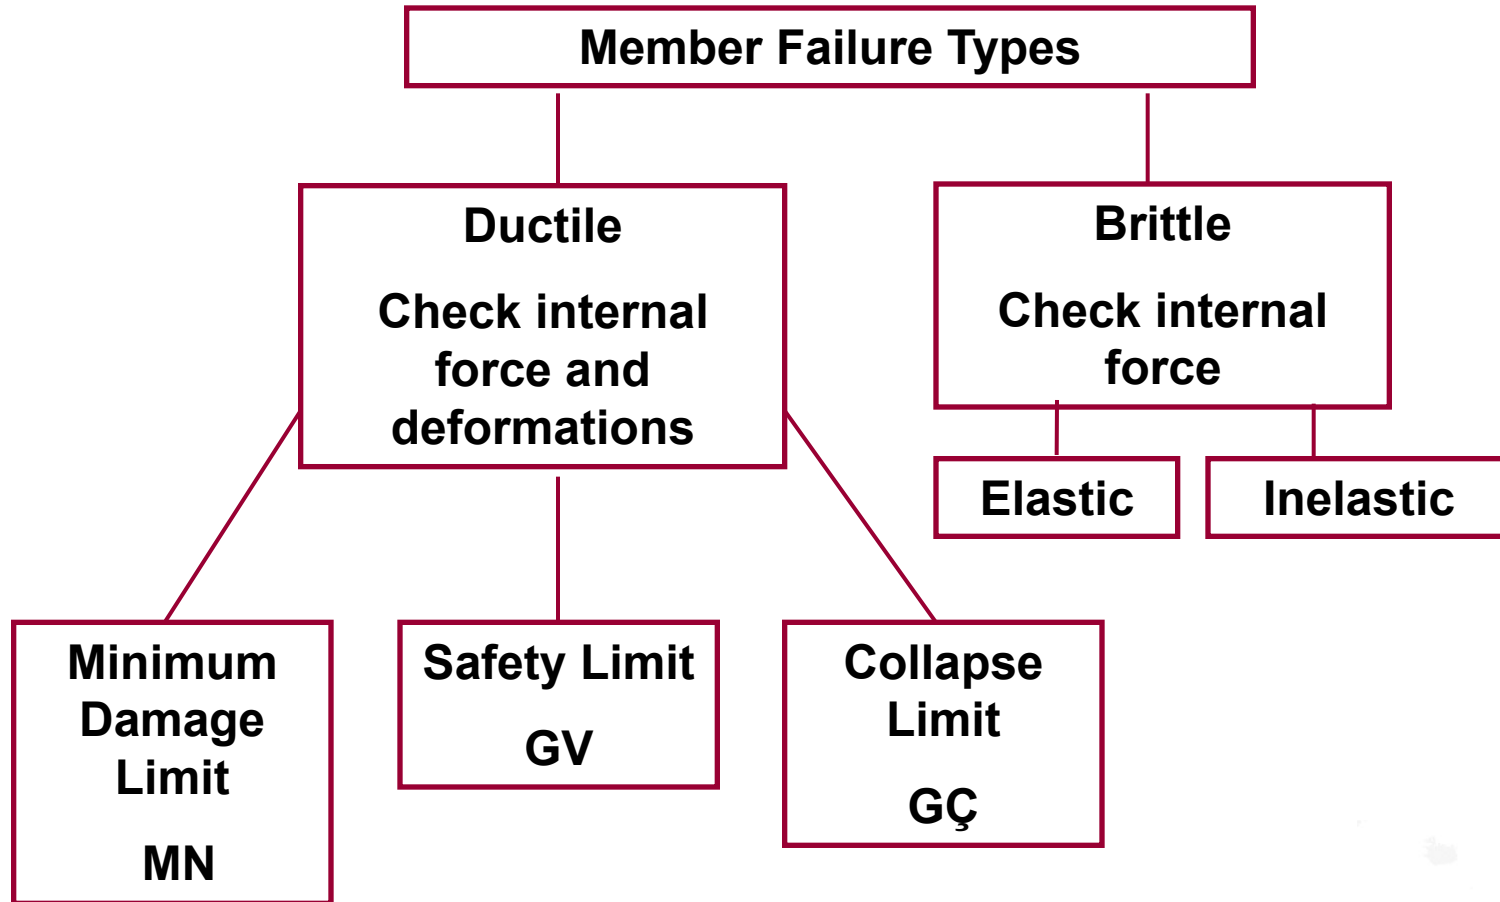 Member Failure Types
Ductile
Check internal
force and
deformations
Brittle
Check internal
force
Elastic
Inelastic
Minimum
Damage
Limit
MN
Safety Limit
GV
Collapse
Limit
GÇ